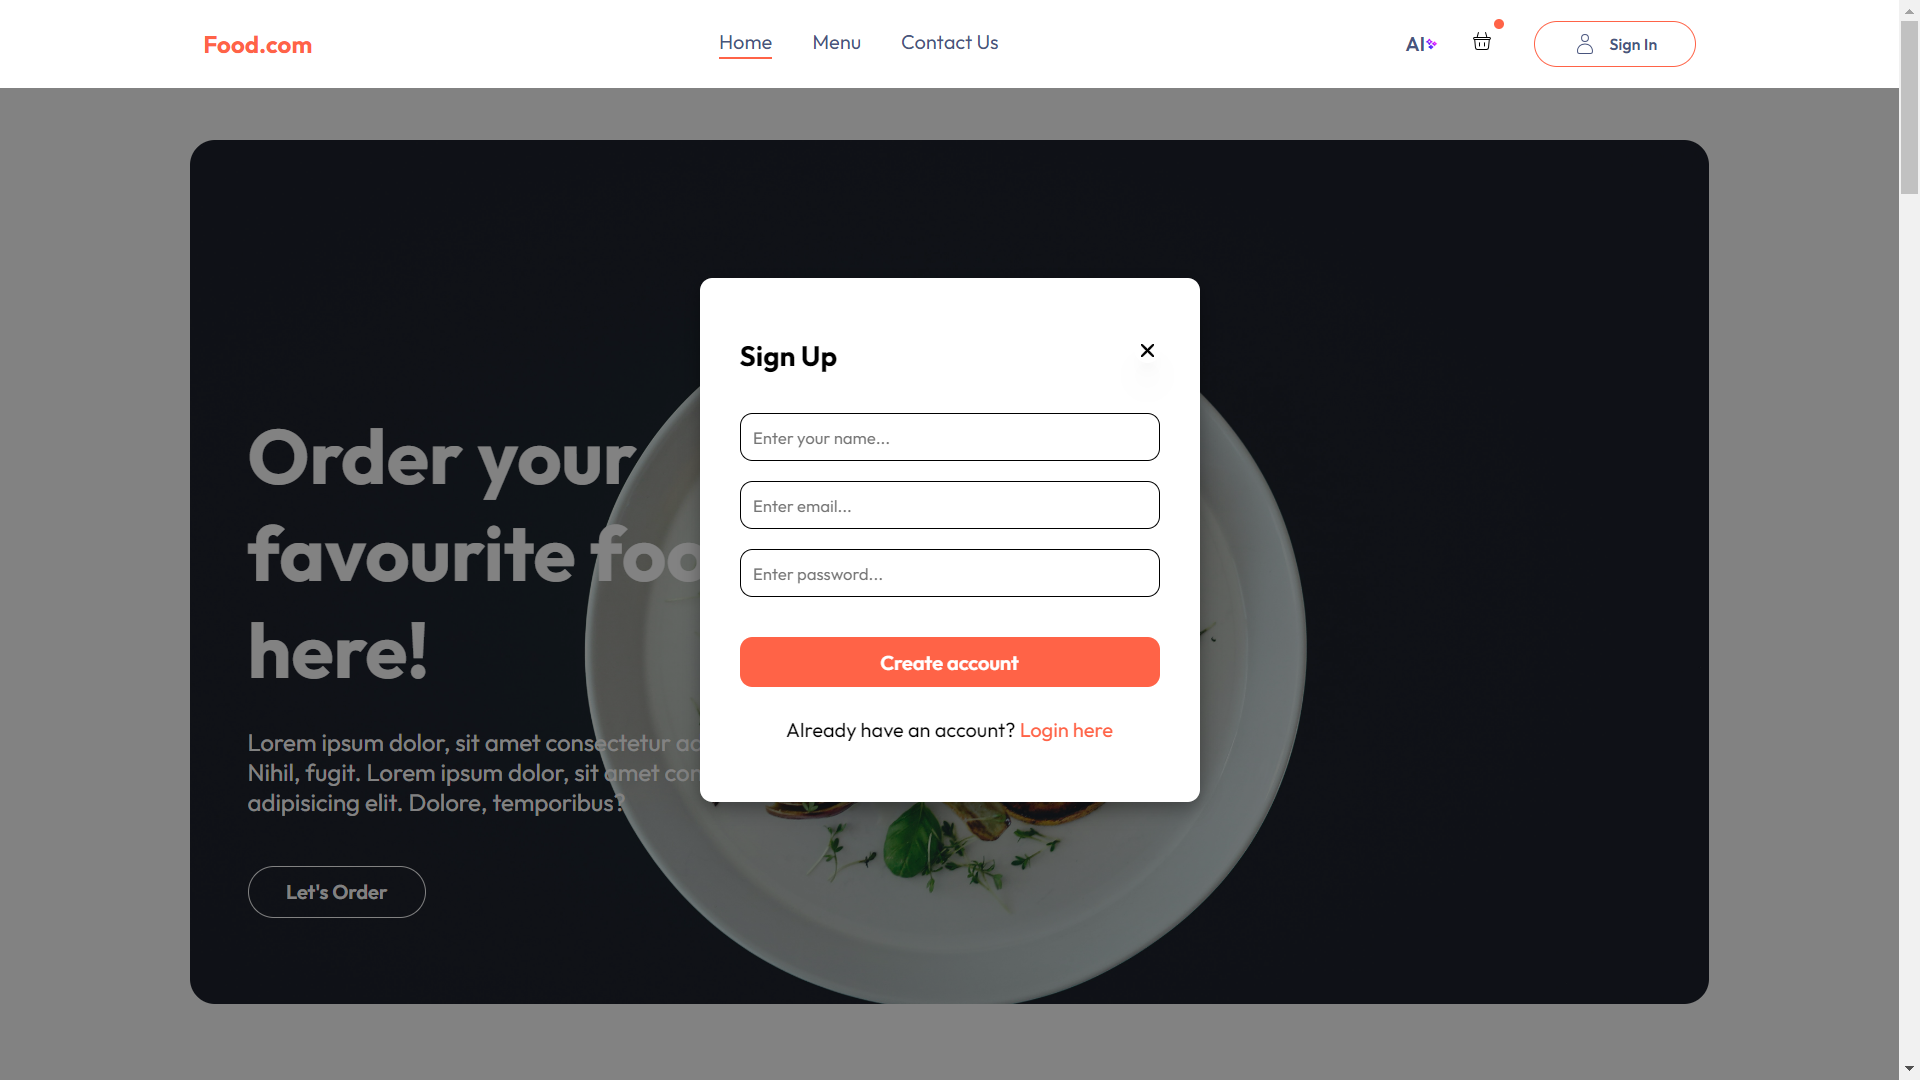 Food.com
Home
Menu
Contact Us
AI
Sign In
Sign Up
Enter your name...
Enter email...
Enter password...
Create account
Already have an account? Login here
Order your
favourite foo
here!
Lorem ipsum dolor, sit amet consectetur
Nihil, fugit. Lorem ipsum dolor, sit amet
adipisicing elit. Dolore, temporibus?
Let's Order